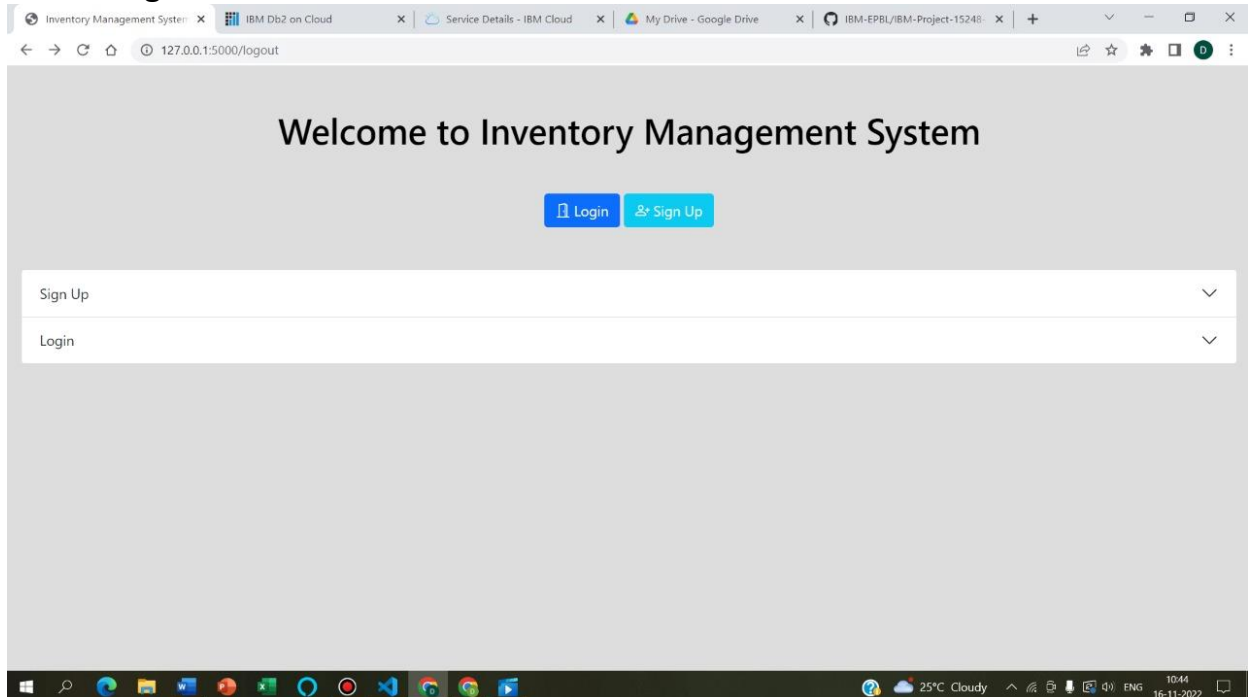 Inventory Management System
IBM Db2 on Cloud
Service Details - IBM Cloud
My Drive - Google Drive
IBM-EPBL/IBM-Project-15248-
127.0.0.1:5000/logout
D
Welcome to Inventory Management System
Login
Sign Up
Sign Up
Login
25°C Cloudy
ENG
10:44
16-11-2022